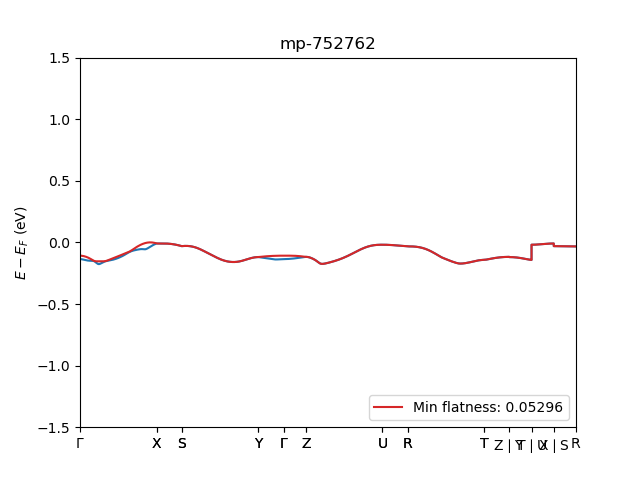 mp-752762
E − E_F (eV)
1.5
1.0
0.5
0.0
−0.5
−1.0
−1.5
Min flatness: 0.05296
Γ X S Y Γ Z U R T Z|Y T|U X|S R